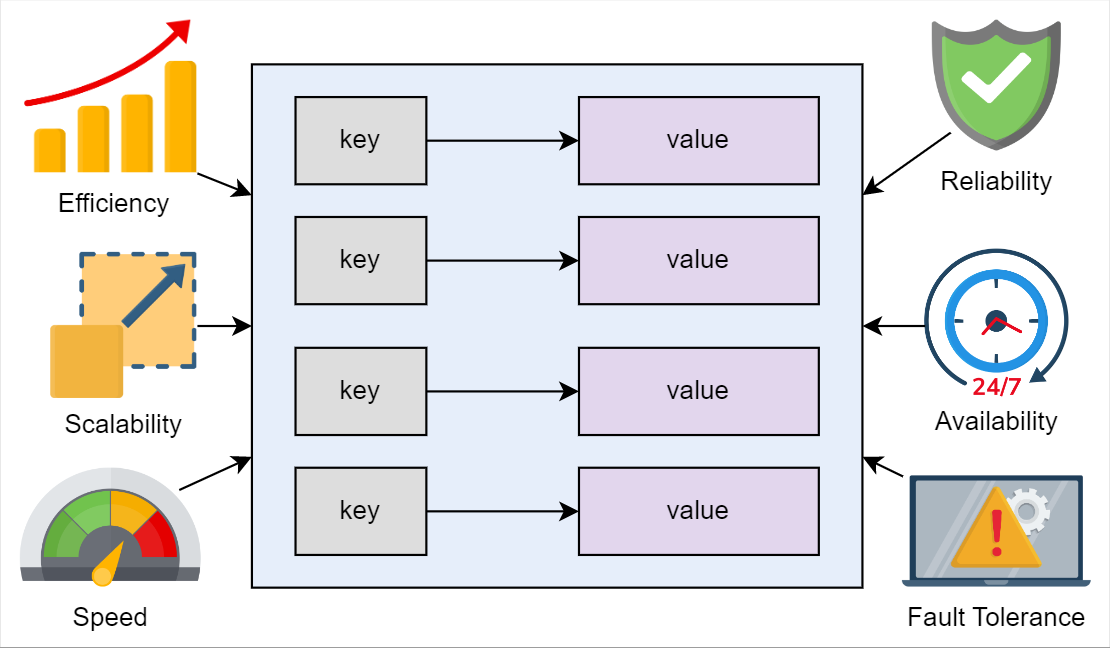 Efficiency
Scalability
Speed
key
value
key
value
key
value
key
value
Reliability
24/7
Availability
Fault Tolerance